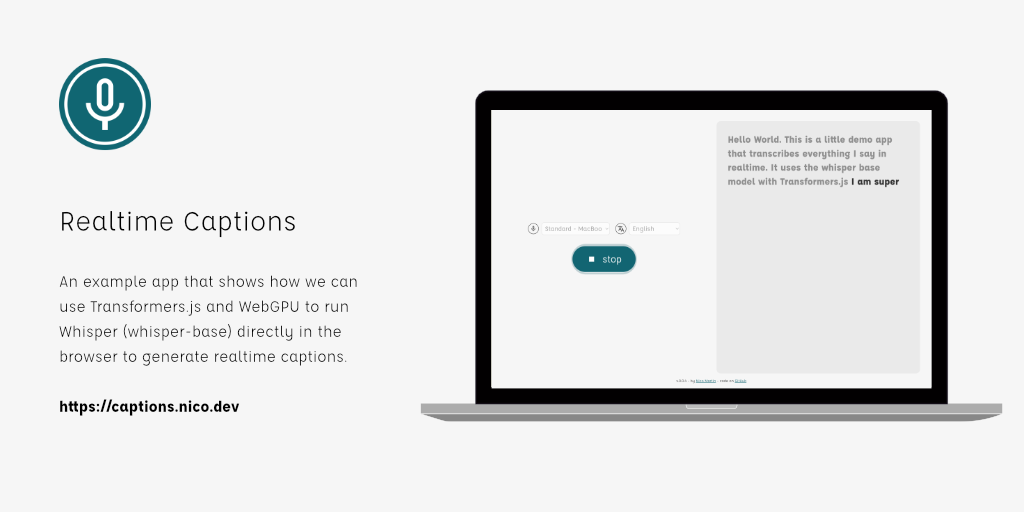 Realtime Captions
An example app that shows how we can
use Transformers.js and WebGPU to run
Whisper (whisper-base) directly in the
browser to generate realtime captions.
https://captions.nico.dev
Hello World. This is a little demo app
that transcribes everything I say in
realtime. It uses the whisper base
model with Transformers.js I am super
Standard - MacBoo
English
stop